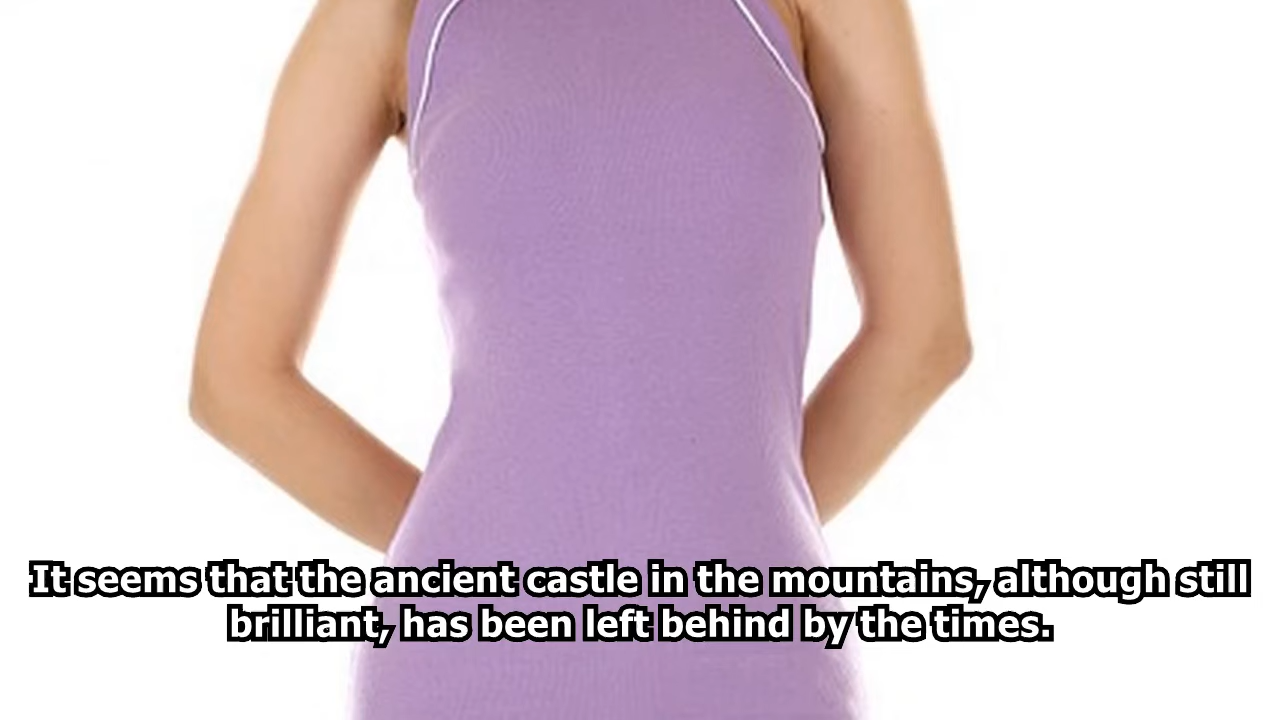 It seems that the ancient castle in the mountains, although still
brilliant, has been left behind by the times.